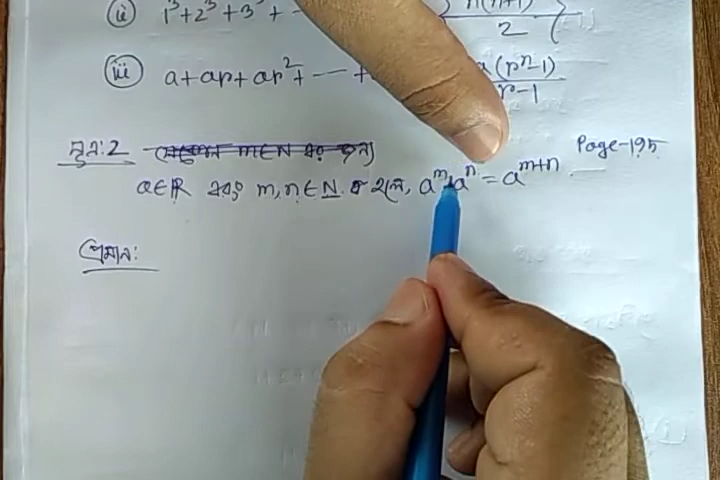 (ii) 1³+2³+3³+- n(n+1) / 2 }
(iii) a+ar+ar²+ --- + a(rⁿ-1) / r-1
সূত্র:2 Page-195
a∈ℝ এবং m,n∈N হলে, aᵐ.aⁿ = aᵐ⁺ⁿ
প্রমান: